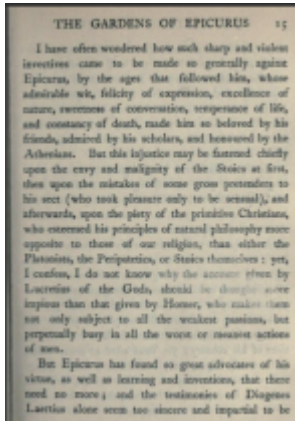 THE GARDENS OF EPICURUS 15
I have often wondered how such sharp and violent
invectives came to be made so generally against
Epicurus, by the ages that followed him, whose
admirable wit, felicity of expression, excellence of
nature, sweetness of conversation, temperance of life,
and constancy of death, made him so beloved by his
friends, admired by his scholars, and honoured by the
Athenians. But this injustice may be fastened chiefly
upon the envy and malignity of the Stoics at first,
then upon the mistakes of some gross pretenders to
his sect (who took pleasure only to be sensual), and
afterwards, upon the piety of the primitive Christians,
who esteemed his principles of natural philosophy more
opposite to those of our religion, than either the
Platonists, the Peripatetics, or Stoics themselves : yet,
I confess, I do not know why the account given by
Lucretius of the Gods, should be thought more
impious than that given by Homer, who makes them
not only subject to all the weakest passions, but
perpetually busy in all the worst or meanest actions
of men.
But Epicurus has found so great advocates of his
virtue, as well as learning and inventions, that there
need no more ; and the testimonies of Diogenes
Laertius alone seem too sincere and impartial to be